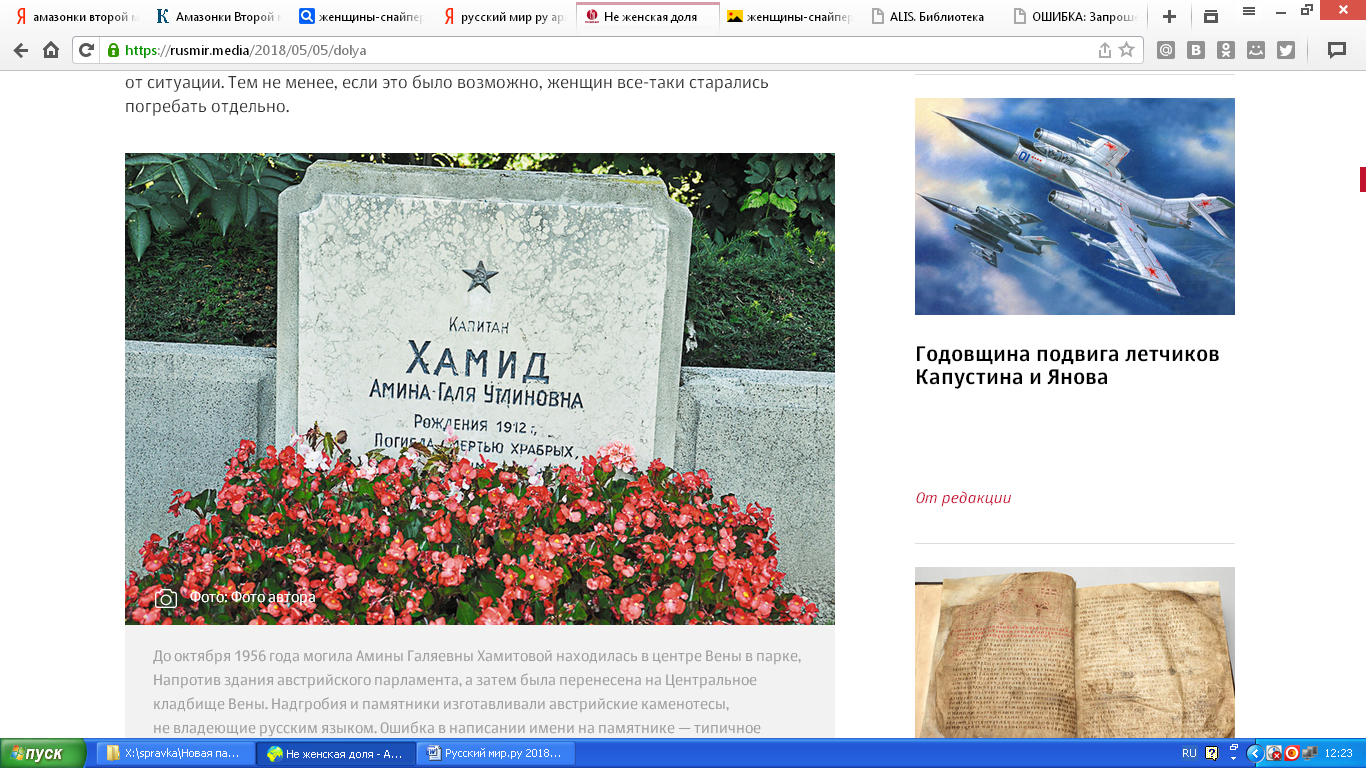 амазонки второй м
Амазонки Второй м
женщины-снайпер
русский мир ру ар
Не женская доля
женщины-снайпер
ALIS. Библиотека
ОШИБКА: Запроше
https://rusmir.media/2018/05/05/dolya
от ситуации. Тем не менее, если это было возможно, женщин все-таки старались
погребать отдельно.
Капитан
ХАМИД
Амина-Галя Утлиновна
Рождения 1912 г,
Погибла смертью храбрых,
Фото: Фото автора
До октября 1956 года могила Амины Галяевны Хамитовой находилась в центре Вены в парке,
Напротив здания австрийского парламента, а затем была перенесена на Центральное
кладбище Вены. Надгробия и памятники изготавливали австрийские каменотесы,
не владеющие русским языком. Ошибка в написании имени на памятнике — типичное
01
Годовщина подвига летчиков
Капустина и Янова
От редакции
пуск
X:\spravka\Новая па...
Не женская доля - А...
Русский мир.ру 2018...
RU
12:23